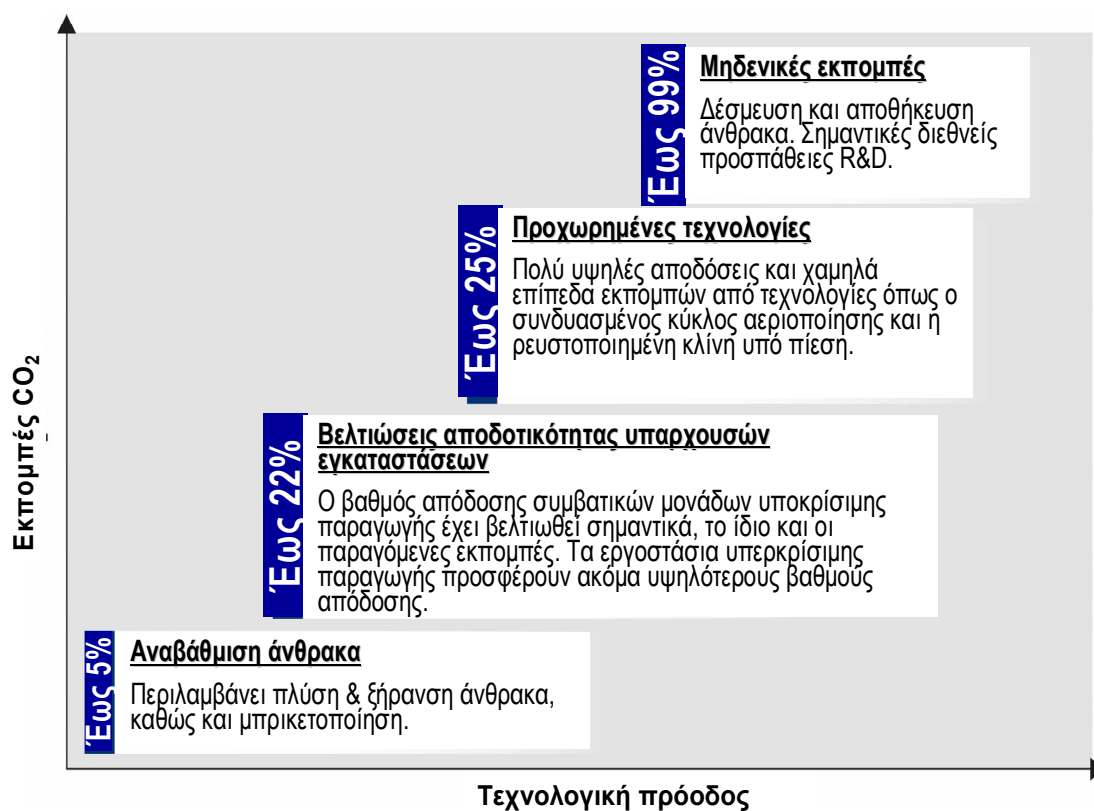 Έως 99%
Μηδενικές εκπομπές
Δέσμευση και αποθήκευση
άνθρακα. Σημαντικές διεθνείς
προσπάθειες R&D.
Έως 25%
Προχωρημένες τεχνολογίες
Πολύ υψηλές αποδόσεις και χαμηλά
επίπεδα εκπομπών από τεχνολογίες όπως ο
συνδυασμένος κύκλος αεριοποίησης και η
ρευστοποιημένη κλίνη υπό πίεση.
Έως 22%
Βελτιώσεις αποδοτικότητας υπαρχουσών
εγκαταστάσεων
Ο βαθμός απόδοσης συμβατικών μονάδων υποκρίσιμης
παραγωγής έχει βελτιωθεί σημαντικά, το ίδιο και οι
παραγόμενες εκπομπές. Τα εργοστάσια υπερκρίσιμης
παραγωγής προσφέρουν ακόμα υψηλότερους βαθμούς
απόδοσης.
Έως 5%
Αναβάθμιση άνθρακα
Περιλαμβάνει πλύση & ξήρανση άνθρακα,
καθώς και μπρικετοποίηση.
Εκπομπές CO₂
Τεχνολογική πρόοδος